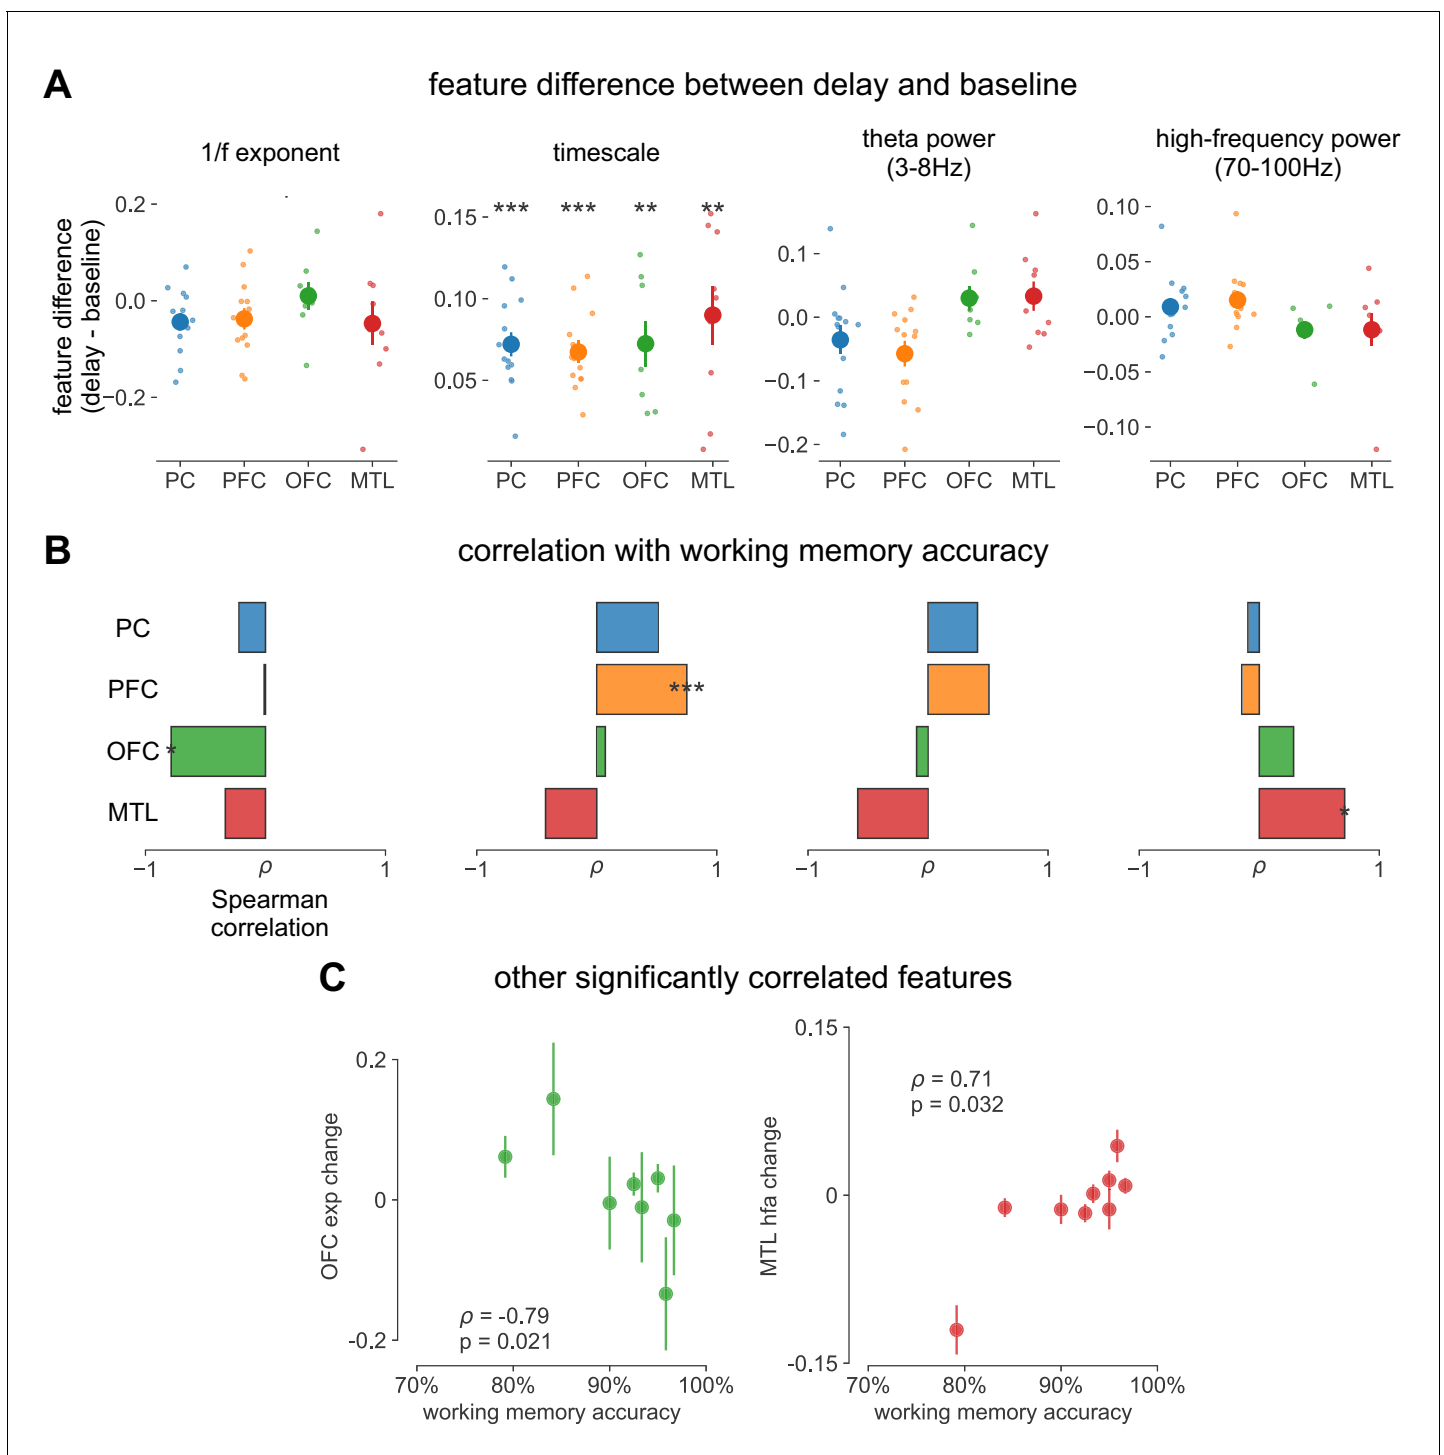 A
feature difference between delay and baseline
1/f exponent
timescale
theta power
(3-8Hz)
high-frequency power
(70-100Hz)
feature difference
(delay - baseline)
0.2
0.0
−0.2
PC PFC OFC MTL
0.15
0.10
0.05
*** *** ** **
PC PFC OFC MTL
0.1
0.0
−0.1
−0.2
PC PFC OFC MTL
0.10
0.05
0.00
−0.05
−0.10
PC PFC OFC MTL
B
correlation with working memory accuracy
PC
PFC
***
OFC
*
MTL
*
−1 ρ 1
−1 ρ 1
−1 ρ 1
−1 ρ 1
Spearman
correlation
C
other significantly correlated features
OFC exp change
0.2
0
-0.2
ρ = -0.79
p = 0.021
70% 80% 90% 100%
working memory accuracy
MTL hfa change
0.15
0
-0.15
ρ = 0.71
p = 0.032
70% 80% 90% 100%
working memory accuracy